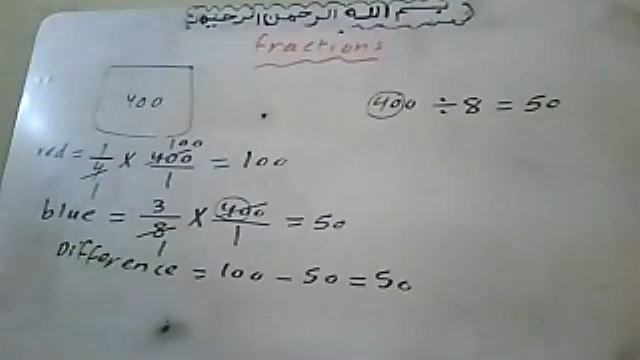 بسم الله الرحمن الرحيم
fractions
400
400 ÷ 8 = 50
red = 1/4 × 400/1 = 100
100
1
blue = 3/8 × 400/1 = 50
1
Difference = 100 - 50 = 50